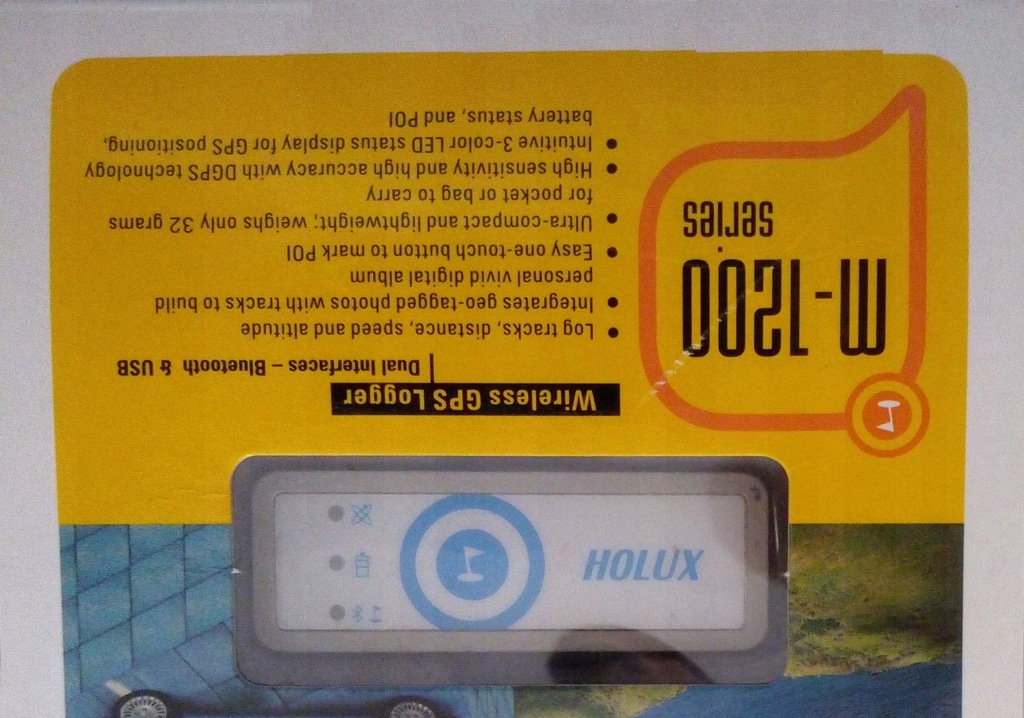 m-1200
series
Wireless GPS Logger
Dual Interfaces – Bluetooth & USB
• Log tracks, distance, speed and altitude
• Integrates geo-tagged photos with tracks to build
personal vivid digital album
• Easy one-touch button to mark POI
• Ultra-compact and lightweight; weighs only 32 grams
for pocket or bag to carry
• High sensitivity and high accuracy with DGPS technology
• Intuitive 3-color LED status display for GPS positioning,
battery status, and POI
HOLUX